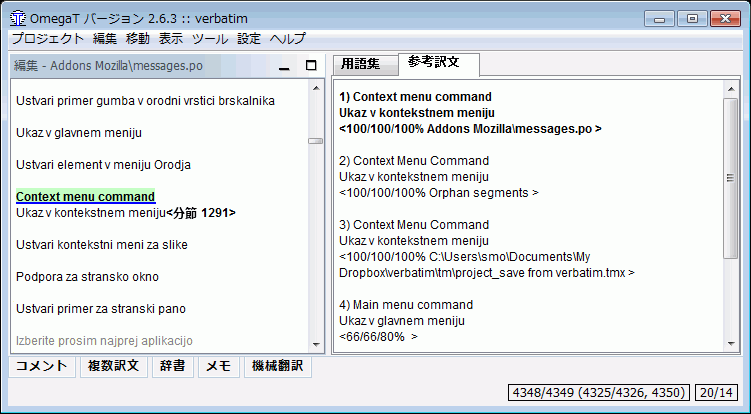 OmegaT バージョン 2.6.3 :: verbatim
プロジェクト 編集 移動 表示 ツール 設定 ヘルプ
編集 - Addons Mozilla\messages.po
Ustvari primer gumba v orodni vrstici brskalnika
Ukaz v glavnem meniju
Ustvari element v meniju Orodja
Context menu command
Ukaz v kontekstnem meniju<分節 1291>
Ustvari kontekstni meni za slike
Podpora za stransko okno
Ustvari primer za stranski pano
Izberite prosim najprej aplikacijo
用語集 参考訳文
1) Context menu command
Ukaz v kontekstnem meniju
<100/100/100% Addons Mozilla\messages.po >
2) Context Menu Command
Ukaz v kontekstnem meniju
<100/100/100% Orphan segments >
3) Context Menu Command
Ukaz v kontekstnem meniju
<100/100/100% C:\Users\smo\Documents\My
Dropbox\verbatim\tm\project_save from verbatim.tmx >
4) Main menu command
Ukaz v glavnem meniju
<66/66/80%  >
コメント 複数訳文 辞書 メモ 機械翻訳
4348/4349 (4325/4326, 4350) 20/14